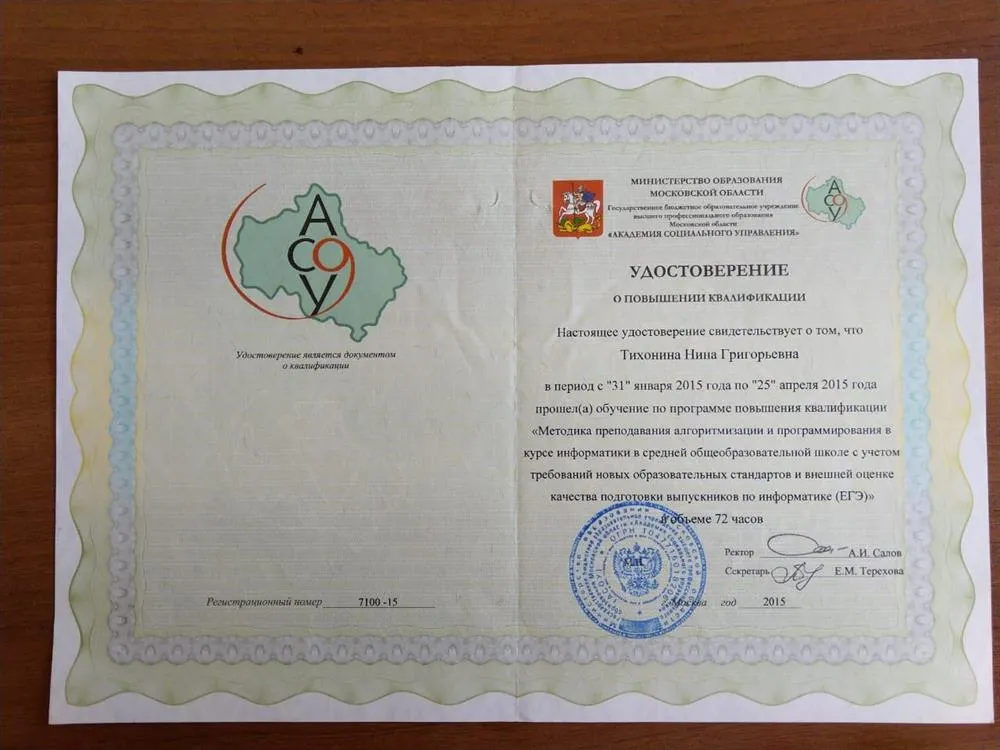 АСОУ
Удостоверение является документом
о квалификации
Регистрационный номер 7100 -15
МИНИСТЕРСТВО ОБРАЗОВАНИЯ
МОСКОВСКОЙ ОБЛАСТИ
Государственное бюджетное образовательное учреждение
высшего профессионального образования
Московской области
«АКАДЕМИЯ СОЦИАЛЬНОГО УПРАВЛЕНИЯ»
АСОУ
УДОСТОВЕРЕНИЕ
О ПОВЫШЕНИИ КВАЛИФИКАЦИИ
Настоящее удостоверение свидетельствует о том, что
Тихонина Нина Григорьевна
в период с "31" января 2015 года по "25" апреля 2015 года
прошел(а) обучение по программе повышения квалификации
«Методика преподавания алгоритмизации и программирования в
курсе информатики в средней общеобразовательной школе с учетом
требований новых образовательных стандартов и внешней оценке
качества подготовки выпускников по информатике (ЕГЭ)»
в объеме 72 часов
Ректор А.И. Салов
Секретарь Е.М. Терехова
Москва год 2015